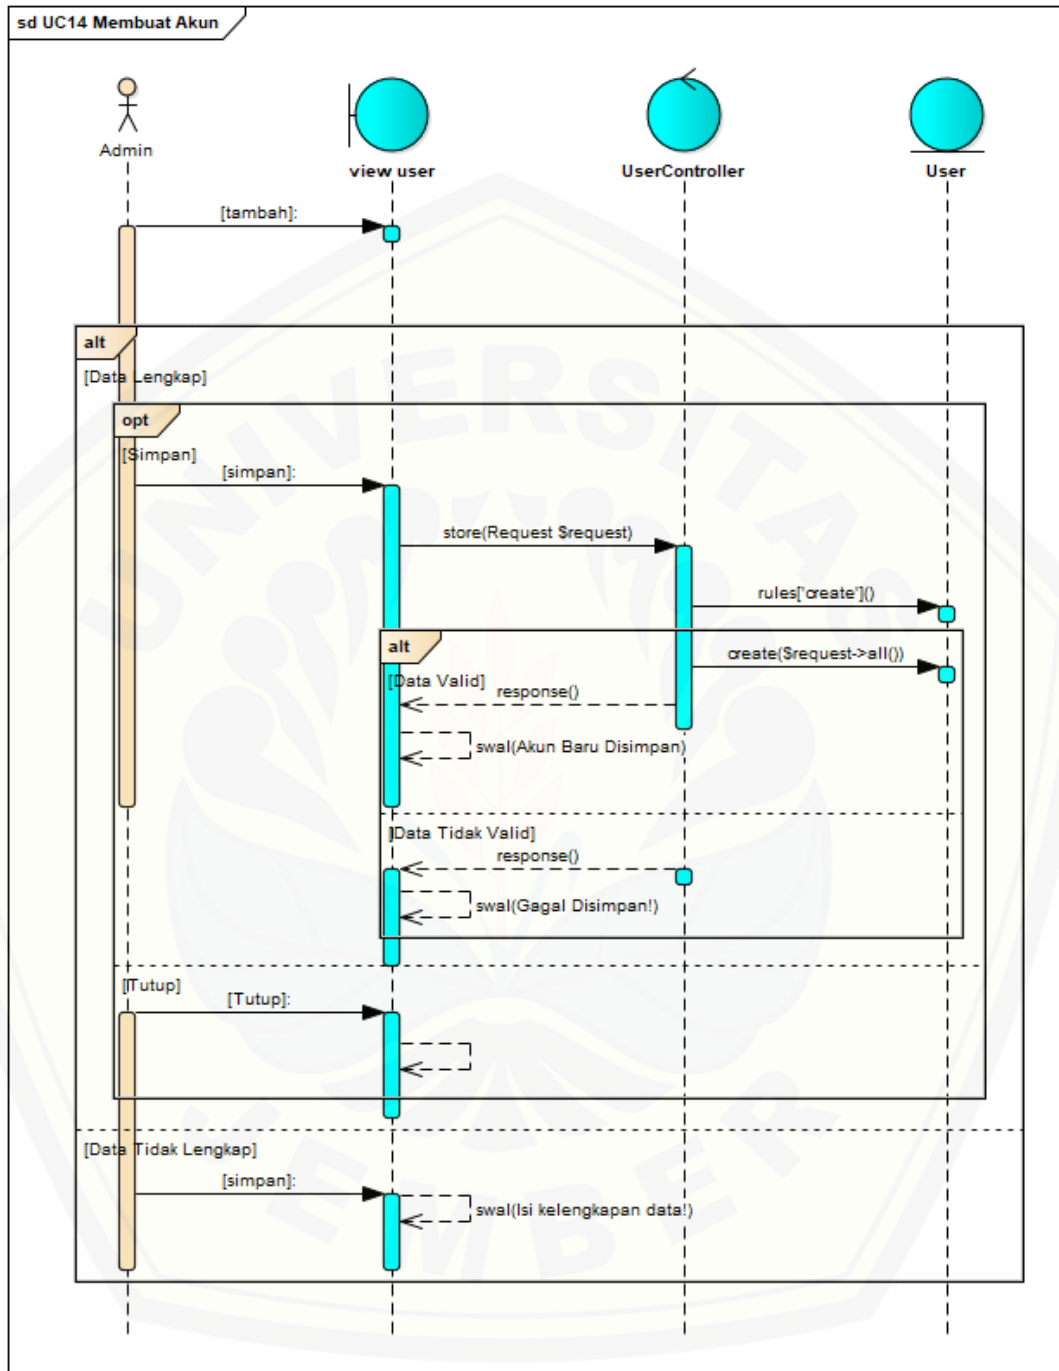 sd UC14 Membuat Akun
Admin
view user
UserController
User
[tambah]:
alt
[Data Lengkap]
opt
[Simpan]
[simpan]:
store(Request $request)
rules['create']()
alt
create($request->all())
[Data Valid]
response()
swal(Akun Baru Disimpan)
[Data Tidak Valid]
response()
swal(Gagal Disimpan!)
[Tutup]
[Tutup]:
[Data Tidak Lengkap]
[simpan]:
swal(Isi kelengkapan data!)
UNIVERSITAS
JEMBER